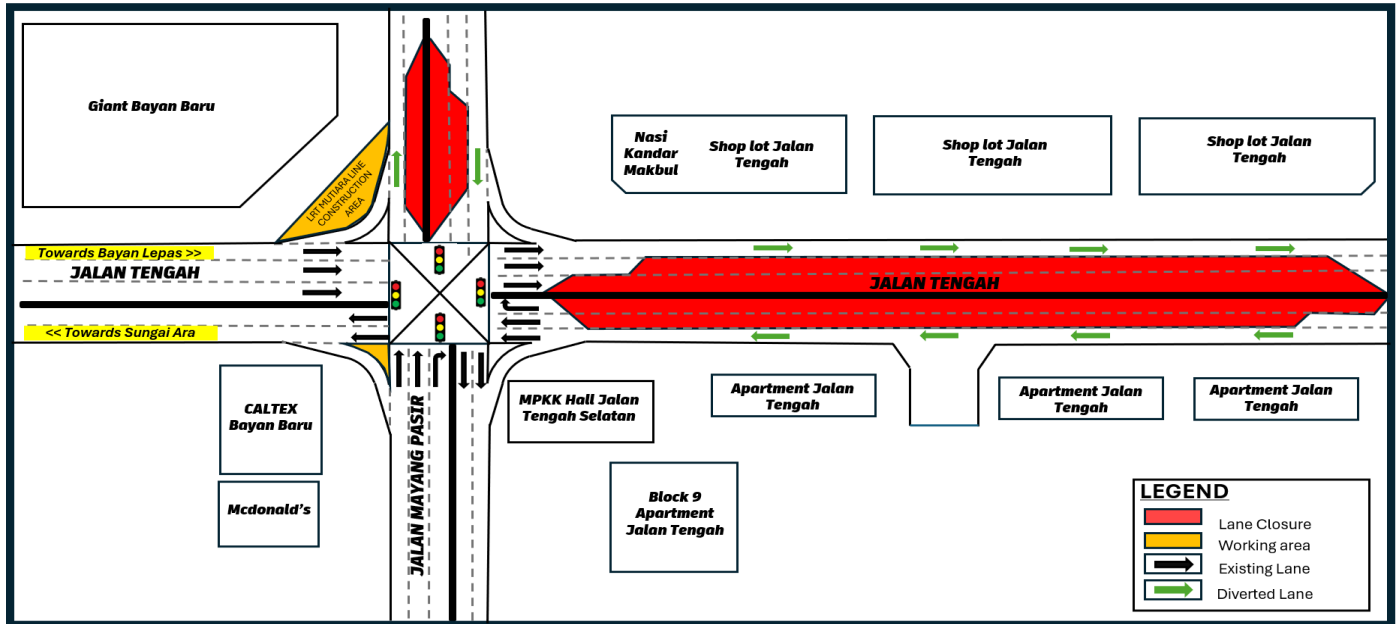 Giant Bayan Baru
LRT MUTIARA LINE
CONSTRUCTION
AREA
Nasi
Kandar
Makbul
Shop lot Jalan
Tengah
Shop lot Jalan
Tengah
Shop lot Jalan
Tengah
Towards Bayan Lepas >>
JALAN TENGAH
<< Towards Sungai Ara
JALAN TENGAH
CALTEX
Bayan Baru
Mcdonald's
JALAN MAYANG PASIR
MPKK Hall Jalan
Tengah Selatan
Block 9
Apartment
Jalan Tengah
Apartment Jalan
Tengah
Apartment Jalan
Tengah
Apartment Jalan
Tengah
LEGEND
Lane Closure
Working area
Existing Lane
Diverted Lane